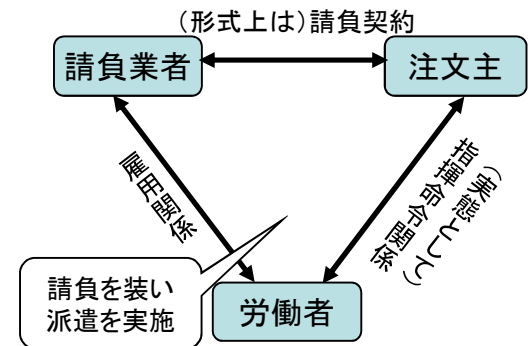 （形式上は）請負契約
請負業者
注文主
雇用関係
（実態として）
指揮命令関係
請負を装い
派遣を実施
労働者